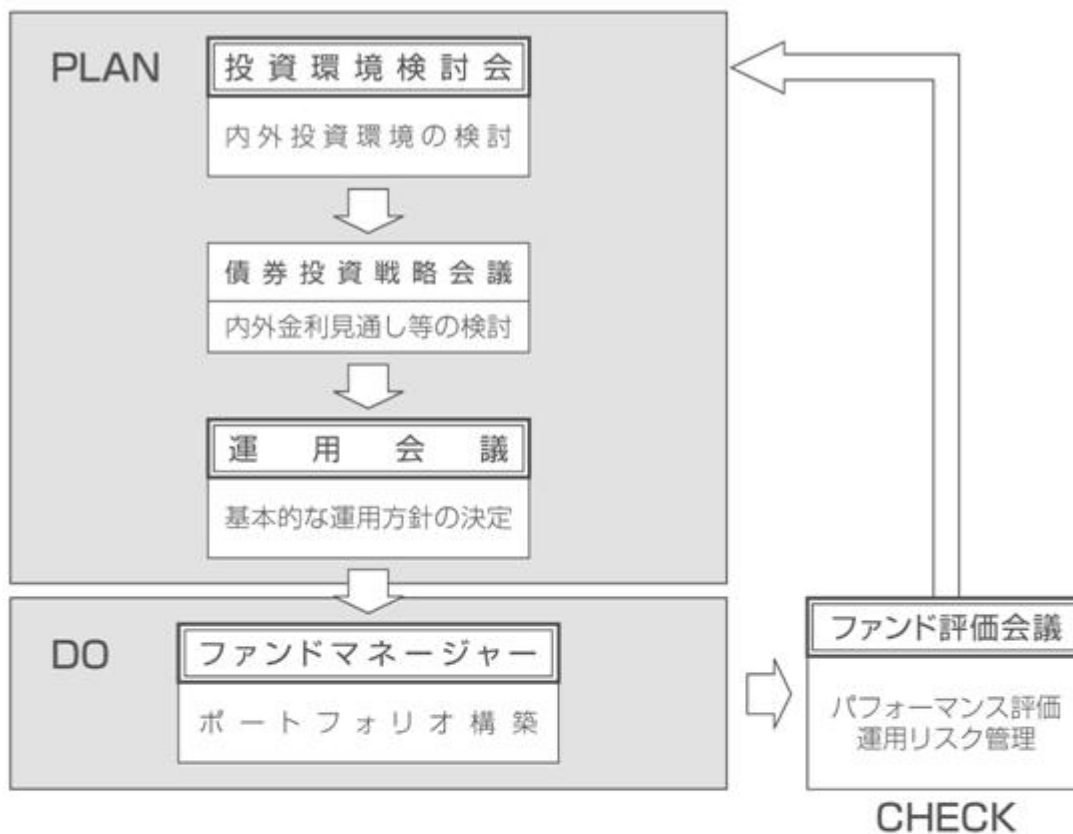 PLAN
投資環境検討会
内外投資環境の検討
債券投資戦略会議
内外金利見通し等の検討
運用会議
基本的な運用方針の決定
DO
ファンドマネージャー
ポートフォリオ構築
ファンド評価会議
パフォーマンス評価
運用リスク管理
CHECK